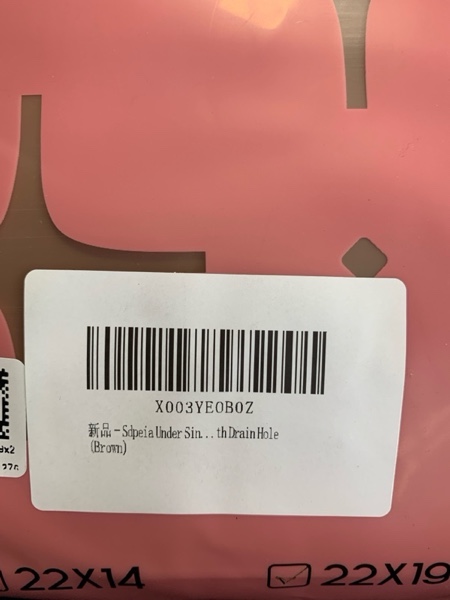 X003YE0B0Z
新品 - Sdpeia Under Sin...th Drain Hole
(Brown)
22X14
22X19